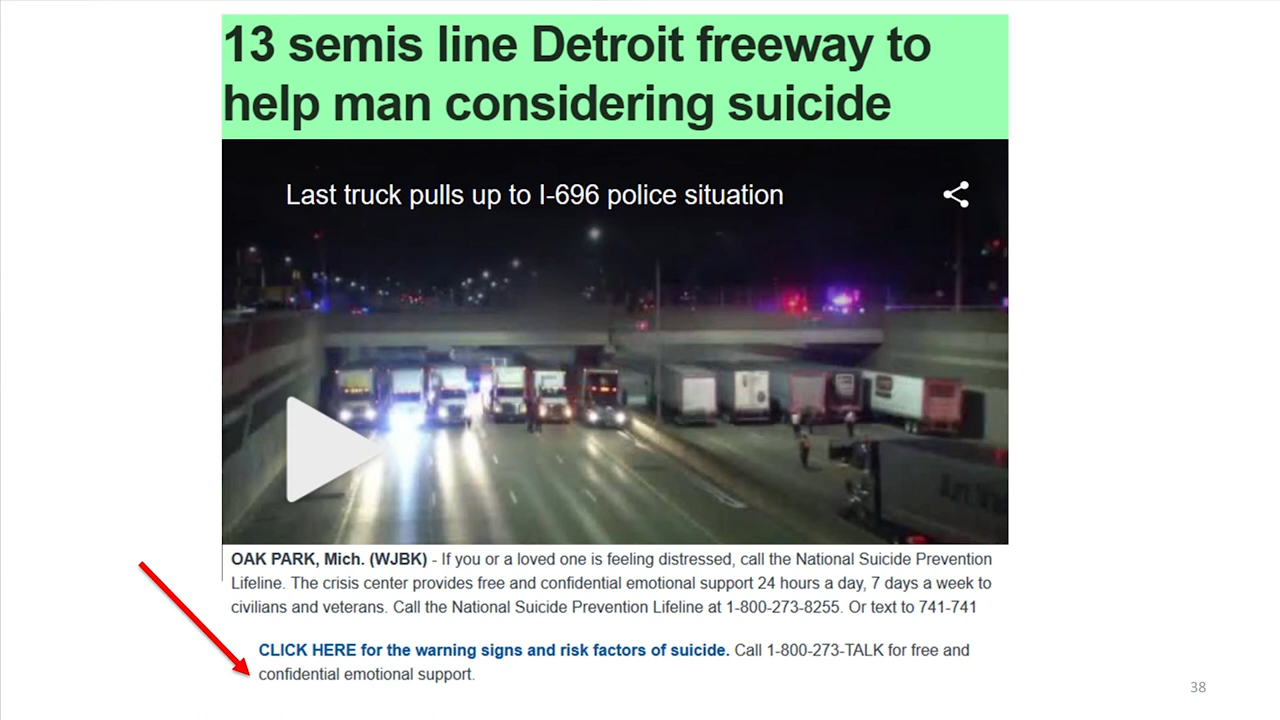 13 semis line Detroit freeway to
help man considering suicide
Last truck pulls up to I-696 police situation
OAK PARK, Mich. (WJBK) - If you or a loved one is feeling distressed, call the National Suicide Prevention
Lifeline. The crisis center provides free and confidential emotional support 24 hours a day, 7 days a week to
civilians and veterans. Call the National Suicide Prevention Lifeline at 1-800-273-8255. Or text to 741-741
CLICK HERE for the warning signs and risk factors of suicide. Call 1-800-273-TALK for free and
confidential emotional support.
38